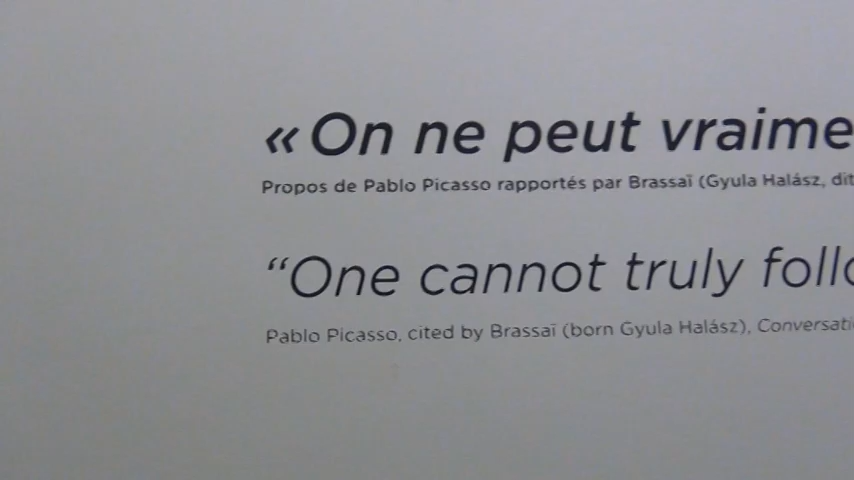 « On ne peut vraime
Propos de Pablo Picasso rapportés par Brassaï (Gyula Halász, dit
“One cannot truly follo
Pablo Picasso, cited by Brassaï (born Gyula Halász), Conversati